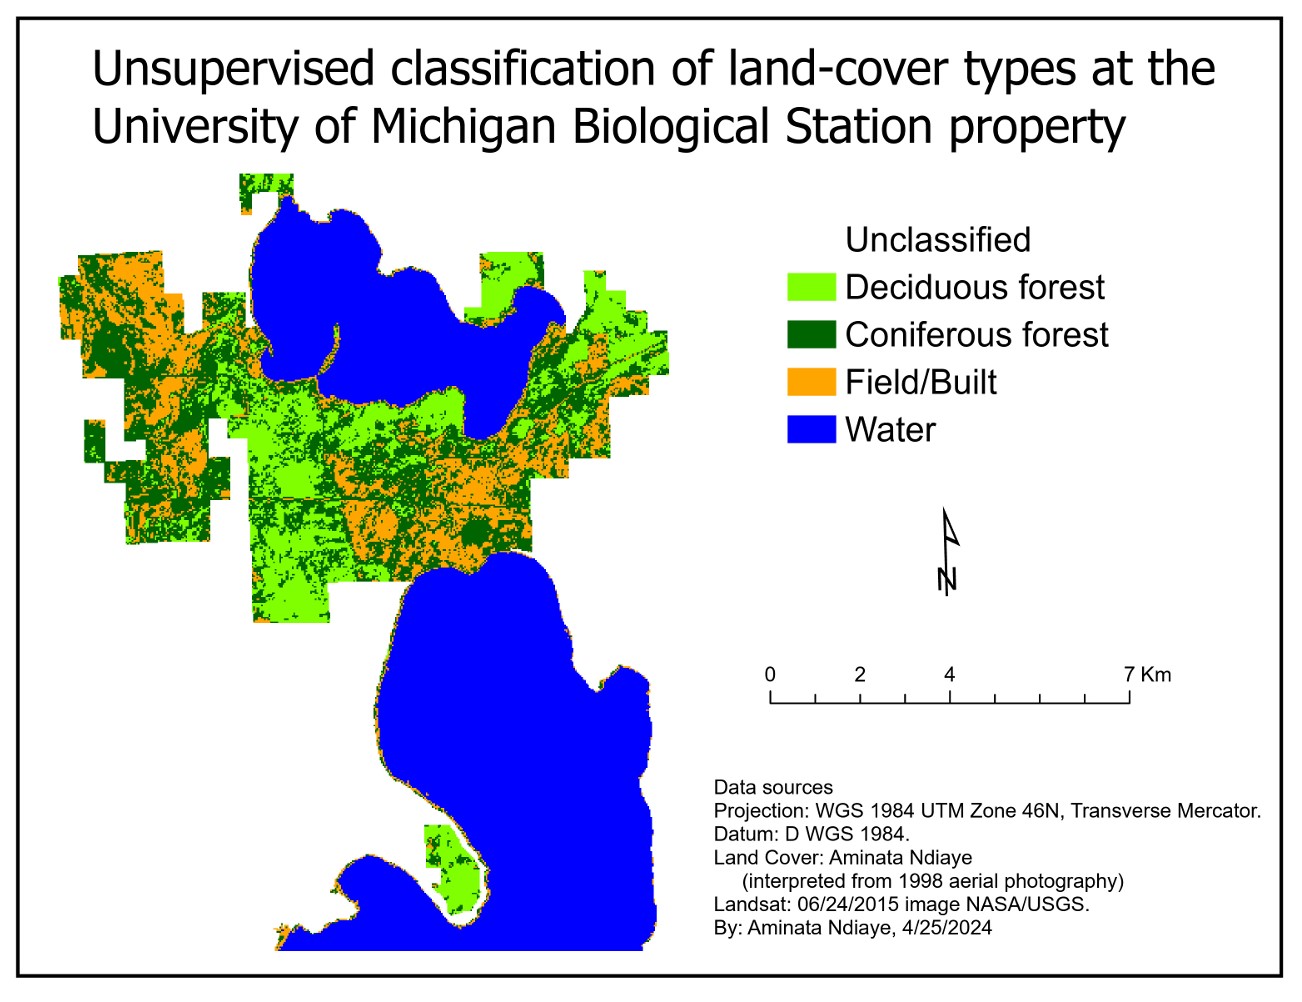 Unsupervised classification of land-cover types at the
University of Michigan Biological Station property
Unclassified
Deciduous forest
Coniferous forest
Field/Built
Water
N
0 2 4 7 Km
Data sources
Projection: WGS 1984 UTM Zone 46N, Transverse Mercator.
Datum: D WGS 1984.
Land Cover: Aminata Ndiaye
(interpreted from 1998 aerial photography)
Landsat: 06/24/2015 image NASA/USGS.
By: Aminata Ndiaye, 4/25/2024